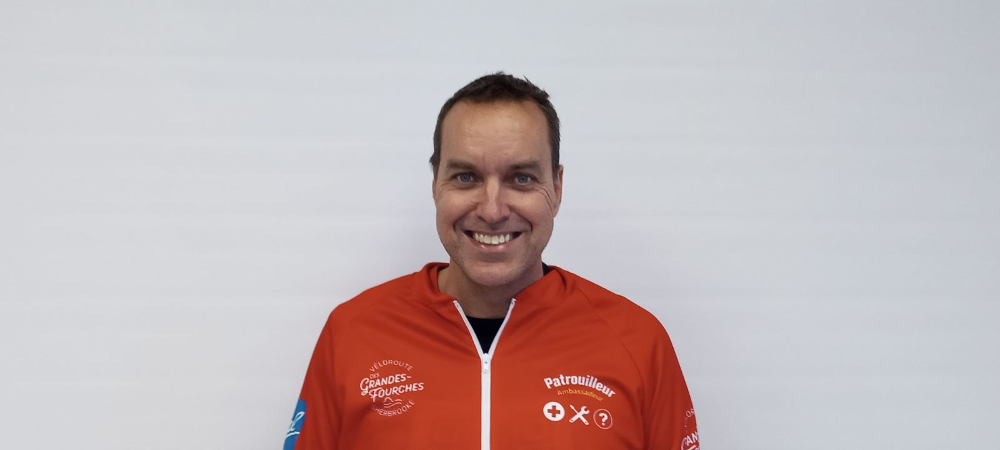 VÉLOROUTE
DES
GRANDES-
FOURCHES
SHERBROOKE
Patrouilleur
Ambassadeur
?